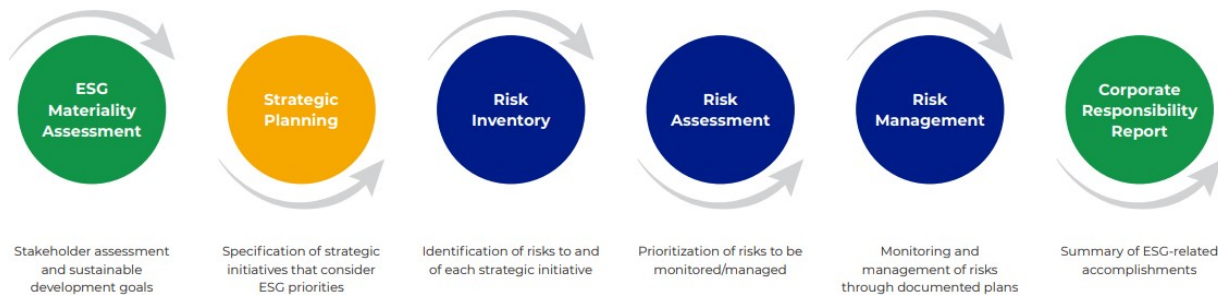 ESG
Materiality
Assessment
Strategic
Planning
Risk
Inventory
Risk
Assessment
Risk
Management
Corporate
Responsibility
Report
Stakeholder assessment
and sustainable
development goals
Specification of strategic
initiatives that consider
ESG priorities
Identification of risks to and
of each strategic initiative
Prioritization of risks to be
monitored/managed
Monitoring and
management of risks
through documented plans
Summary of ESG-related
accomplishments